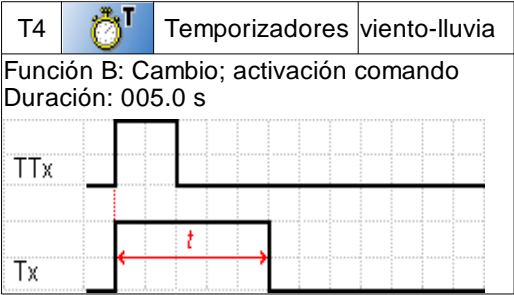 T4 T Temporizadores viento-lluvia
Función B: Cambio; activación comando
Duración: 005.0 s
TTx
t
Tx